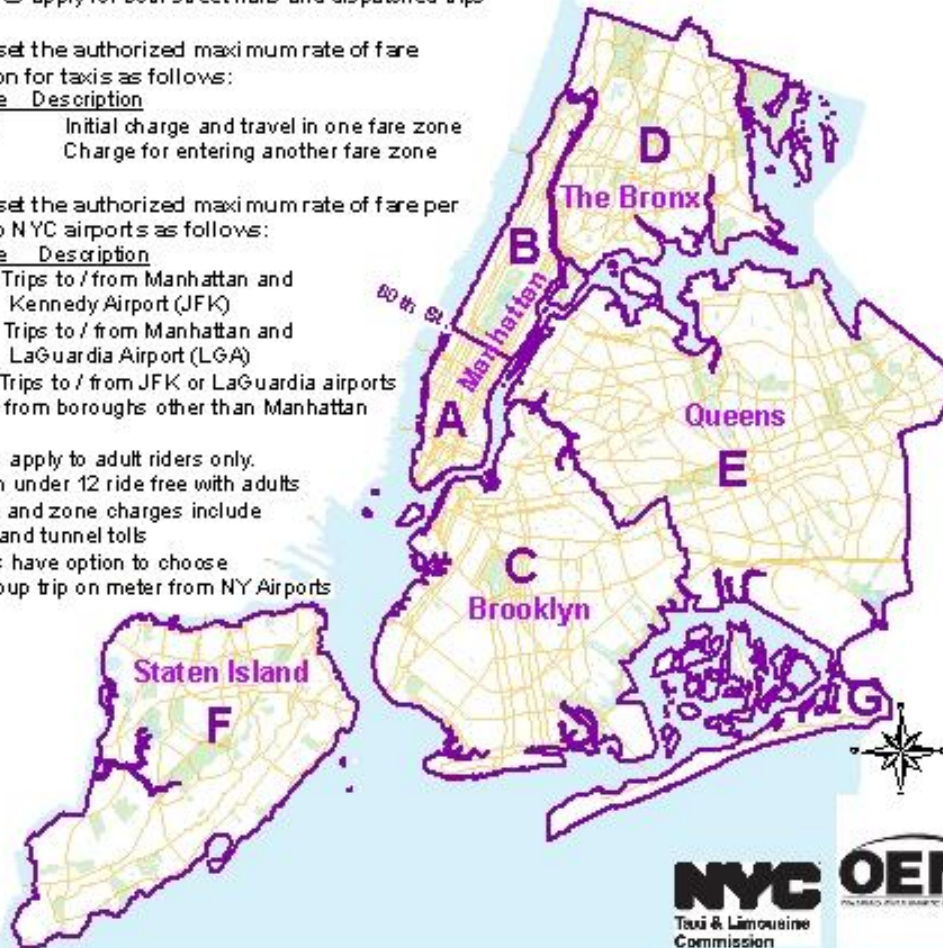 apply for both street hails and dispatched trips
set the authorized maximum rate of fare
on for taxis as follows:
e Description
Initial charge and travel in one fare zone
Charge for entering another fare zone
set the authorized maximum rate of fare per
o NYC airports as follows:
e Description
Trips to / from Manhattan and
Kennedy Airport (JFK)
Trips to / from Manhattan and
LaGuardia Airport (LGA)
Trips to / from JFK or LaGuardia airports
from boroughs other than Manhattan
apply to adult riders only.
n under 12 ride free with adults
and zone charges include
and tunnel tolls
s have option to choose
oup trip on meter from NY Airports
D
The Bronx
B
Manhattan
60th St.
A
Queens
E
C
Brooklyn
Staten Island
F
G
NYC
Taxi & Limousine
Commission
OE